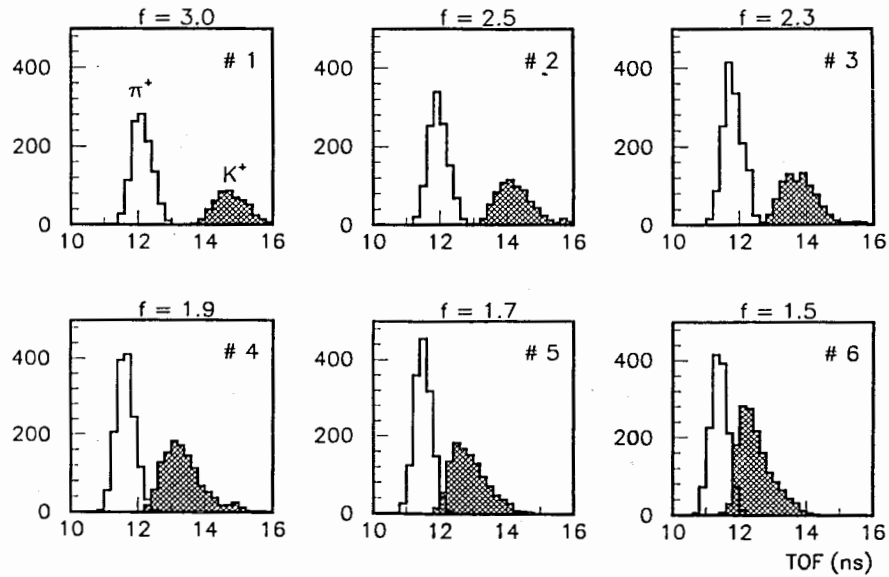 f = 3.0 f = 2.5 f = 2.3
400 400 400
# 1 # 2 # 3
π⁺
200 200 200
K⁺
0 0 0
10 12 14 16 10 12 14 16 10 12 14 16
f = 1.9 f = 1.7 f = 1.5
# 4 # 5 # 6
400 400 400
200 200 200
0 0 0
10 12 14 16 10 12 14 16 10 12 14 16
TOF (ns)